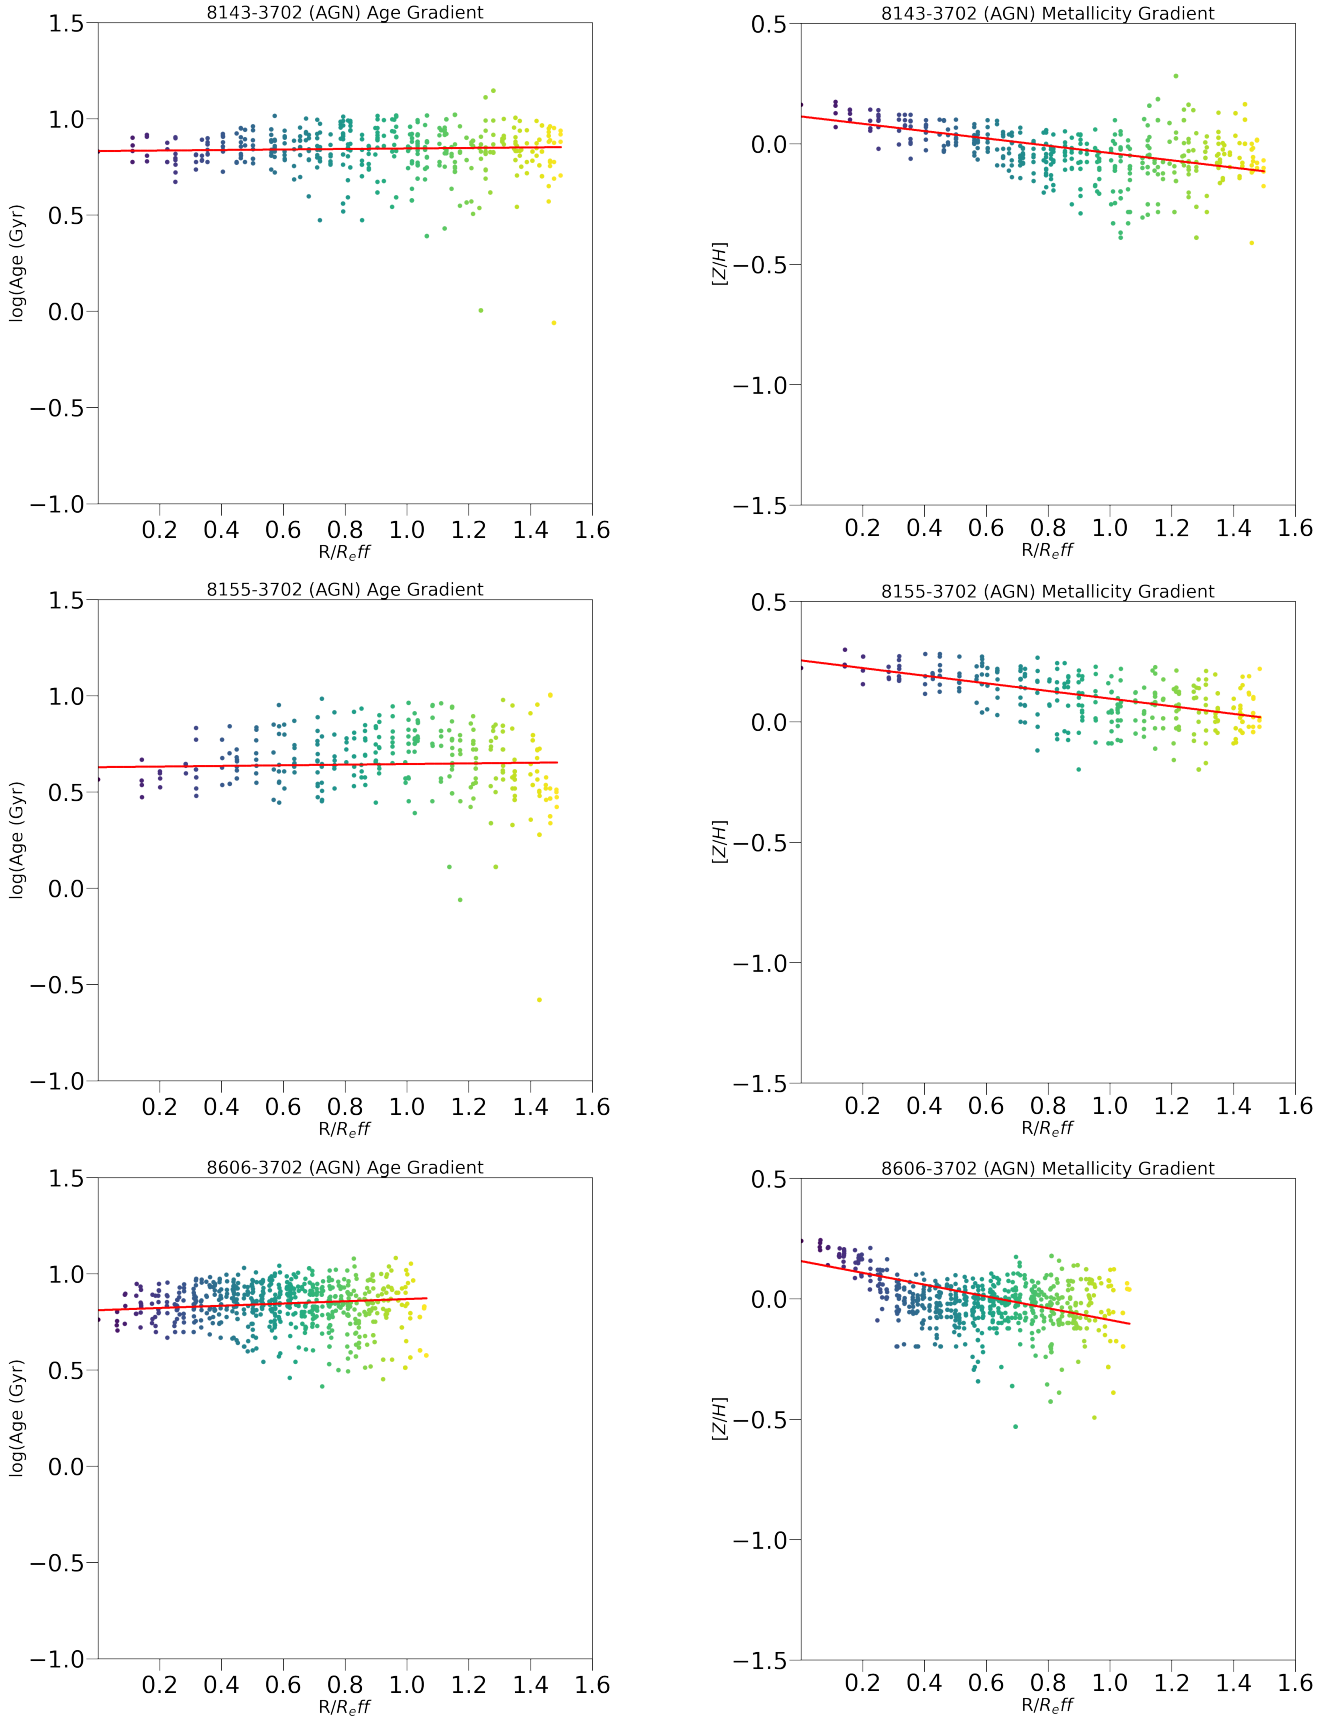 8143-3702 (AGN) Age Gradient
1.5
1.0
0.5
0.0
−0.5
−1.0
log(Age (Gyr)
0.2 0.4 0.6 0.8 1.0 1.2 1.4 1.6
R/R_eff
8143-3702 (AGN) Metallicity Gradient
0.5
0.0
−0.5
−1.0
−1.5
[Z/H]
0.2 0.4 0.6 0.8 1.0 1.2 1.4 1.6
R/R_eff
8155-3702 (AGN) Age Gradient
1.5
1.0
0.5
0.0
−0.5
−1.0
log(Age (Gyr)
0.2 0.4 0.6 0.8 1.0 1.2 1.4 1.6
R/R_eff
8155-3702 (AGN) Metallicity Gradient
0.5
0.0
−0.5
−1.0
−1.5
[Z/H]
0.2 0.4 0.6 0.8 1.0 1.2 1.4 1.6
R/R_eff
8606-3702 (AGN) Age Gradient
1.5
1.0
0.5
0.0
−0.5
−1.0
log(Age (Gyr)
0.2 0.4 0.6 0.8 1.0 1.2 1.4 1.6
R/R_eff
8606-3702 (AGN) Metallicity Gradient
0.5
0.0
−0.5
−1.0
−1.5
[Z/H]
0.2 0.4 0.6 0.8 1.0 1.2 1.4 1.6
R/R_eff